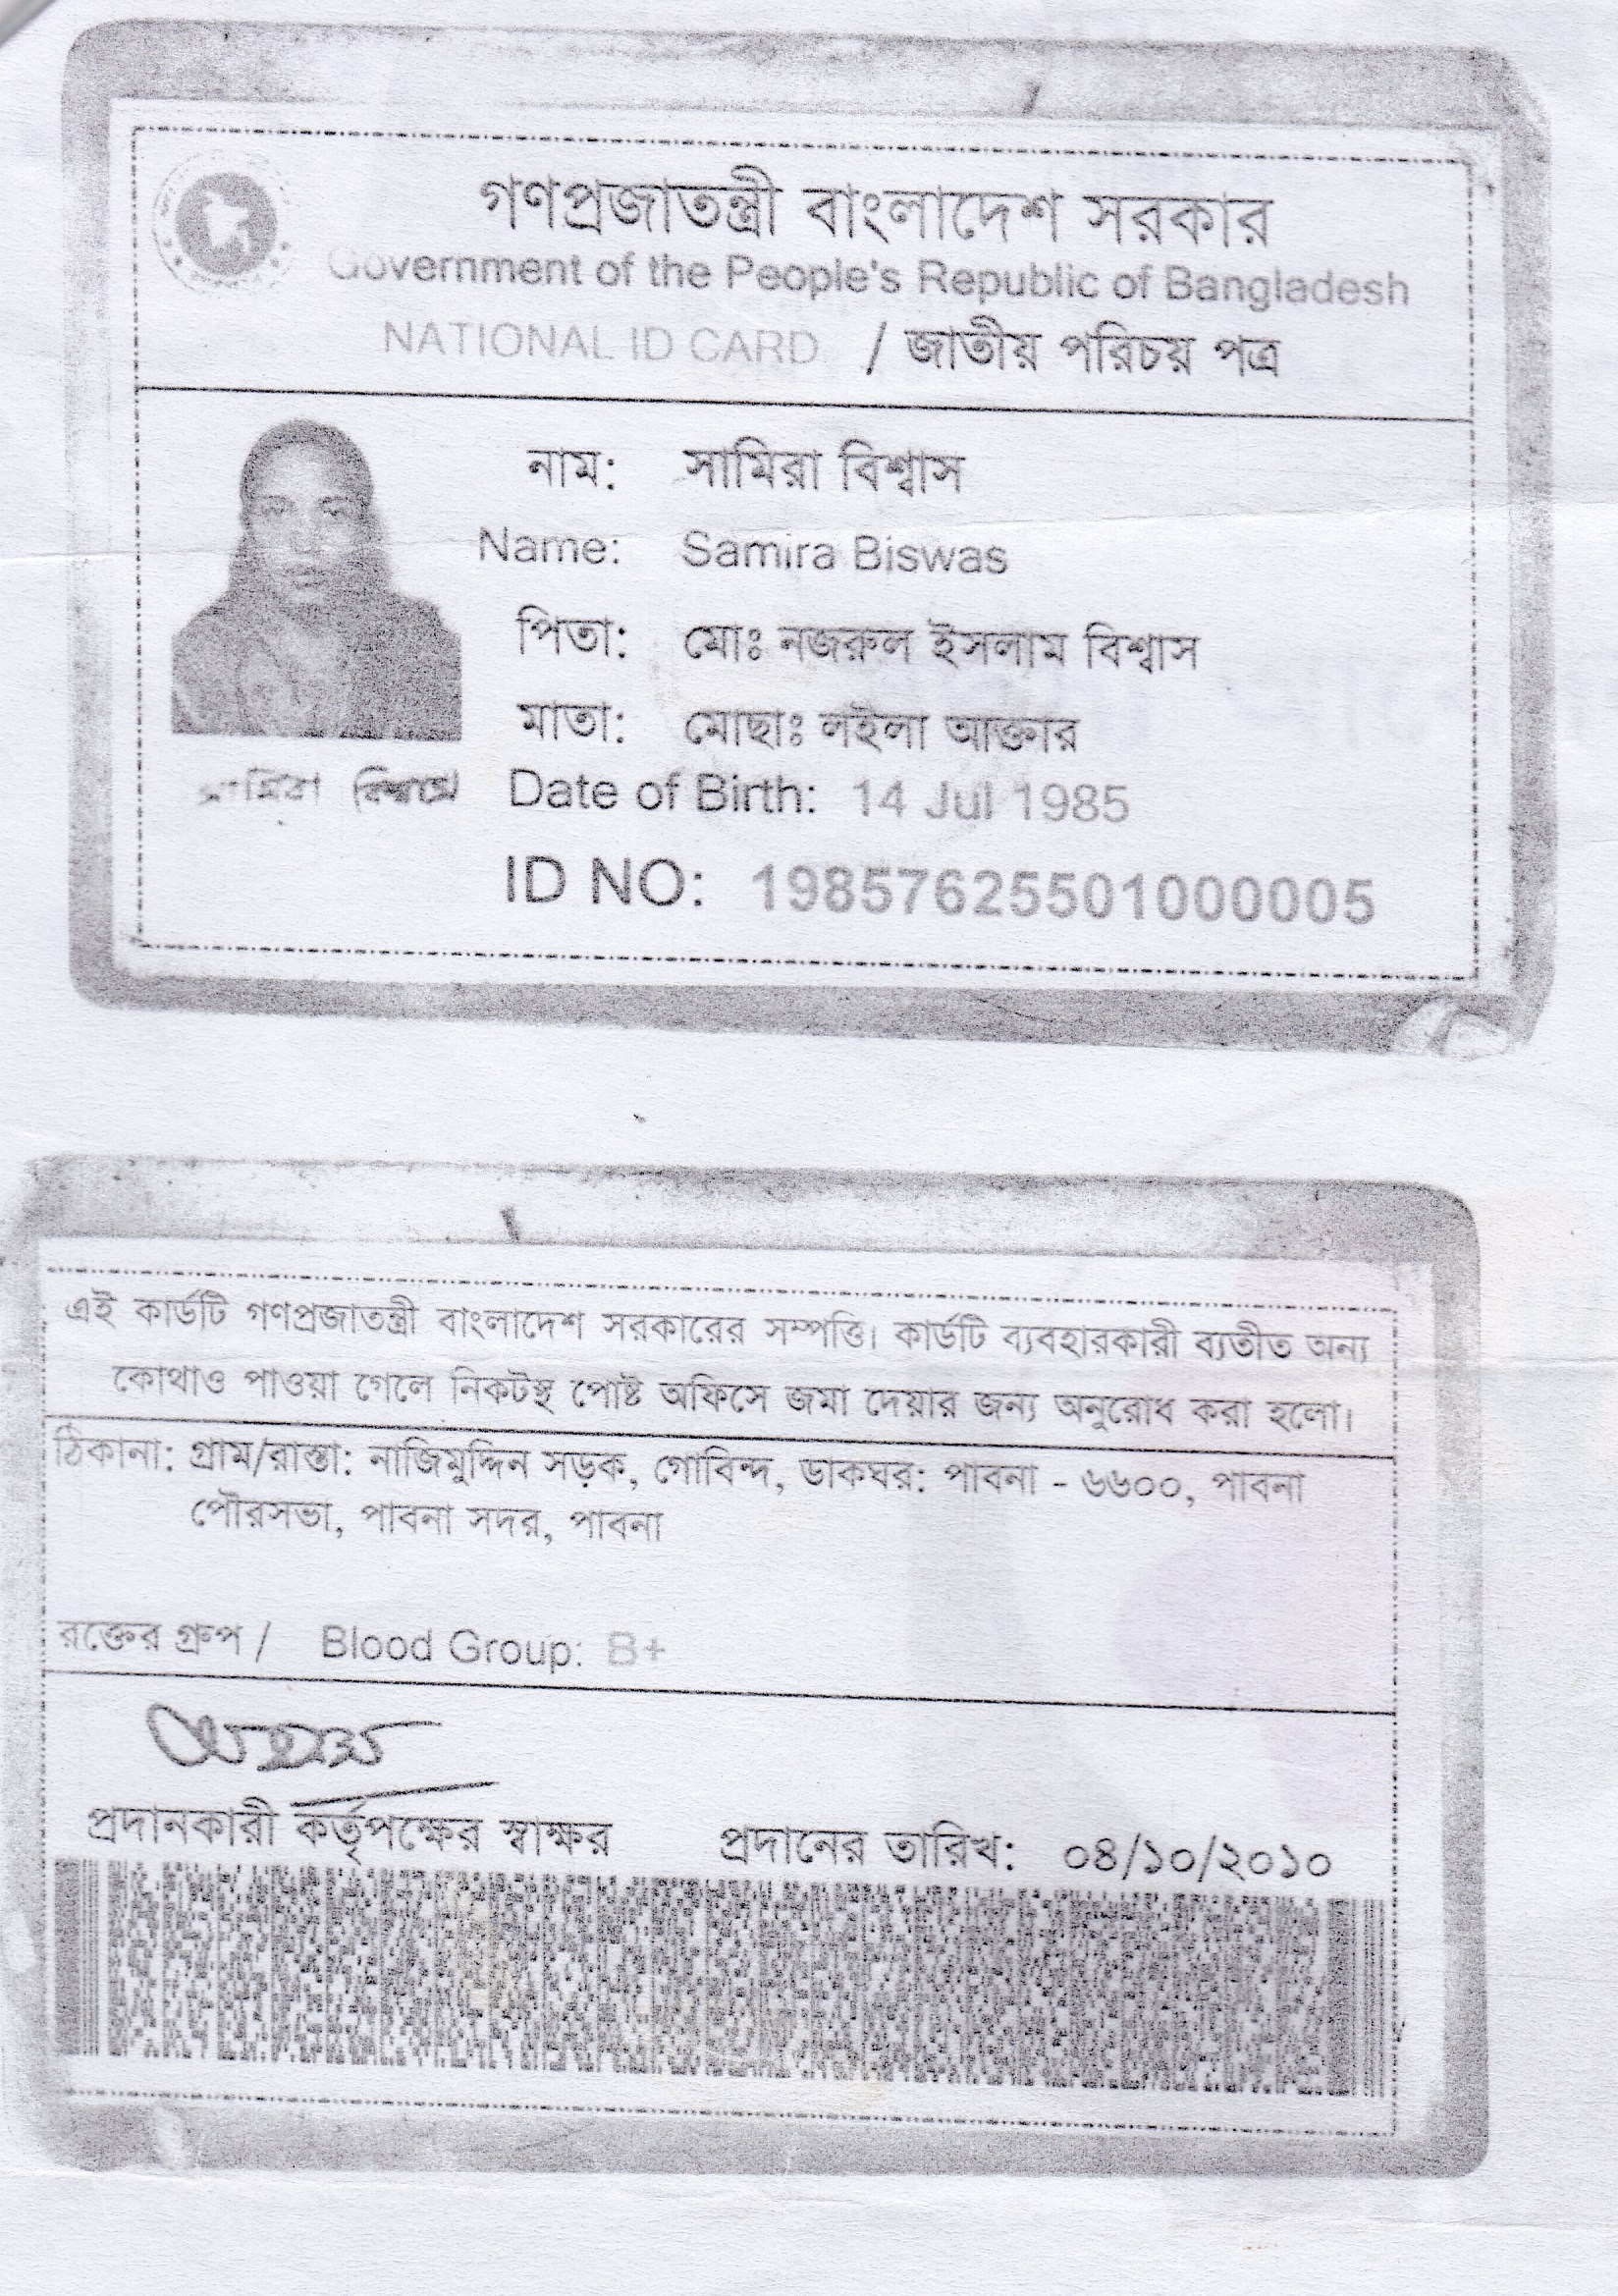 গণপ্রজাতন্ত্রী বাংলাদেশ সরকার
Government of the People's Republic of Bangladesh
NATIONAL ID CARD / জাতীয় পরিচয় পত্র
নাম: সামিরা বিশ্বাস
Name: Samira Biswas
পিতা: মোঃ নজরুল ইসলাম বিশ্বাস
মাতা: মোছাঃ লইলা আক্তার
সামিরা বিশ্বাস
Date of Birth: 14 Jul 1985
ID NO: 19857625501000005
এই কার্ডটি গণপ্রজাতন্ত্রী বাংলাদেশ সরকারের সম্পত্তি। কার্ডটি ব্যবহারকারী ব্যতীত অন্য
কোথাও পাওয়া গেলে নিকটস্থ পোষ্ট অফিসে জমা দেয়ার জন্য অনুরোধ করা হলো।
ঠিকানা: গ্রাম/রাস্তা: নাজিমুদ্দিন সড়ক, গোবিন্দ, ডাকঘর: পাবনা - ৬৬০০, পাবনা
পৌরসভা, পাবনা সদর, পাবনা
রক্তের গ্রুপ / Blood Group: B+
প্রদানকারী কর্তৃপক্ষের স্বাক্ষর প্রদানের তারিখ: ০৪/১০/২০১০